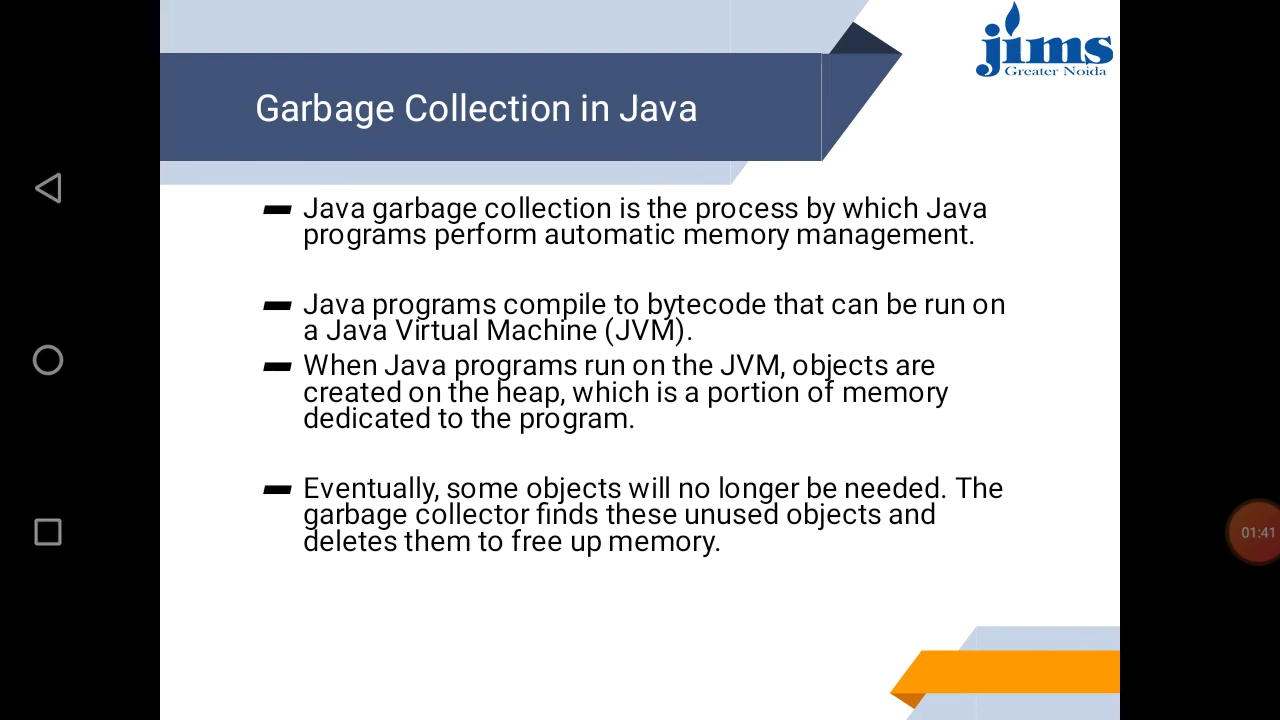 jims
Greater Noida
Garbage Collection in Java
Java garbage collection is the process by which Java
programs perform automatic memory management.
Java programs compile to bytecode that can be run on
a Java Virtual Machine (JVM).
When Java programs run on the JVM, objects are
created on the heap, which is a portion of memory
dedicated to the program.
Eventually, some objects will no longer be needed. The
garbage collector finds these unused objects and
deletes them to free up memory.
01:41